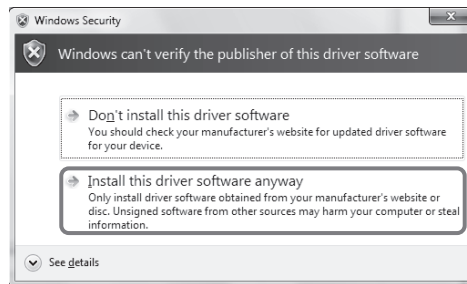 Windows Security
Windows can't verify the publisher of this driver software
Don't install this driver software
You should check your manufacturer's website for updated driver software
for your device.
Install this driver software anyway
Only install driver software obtained from your manufacturer's website or
disc. Unsigned software from other sources may harm your computer or steal
information.
See details